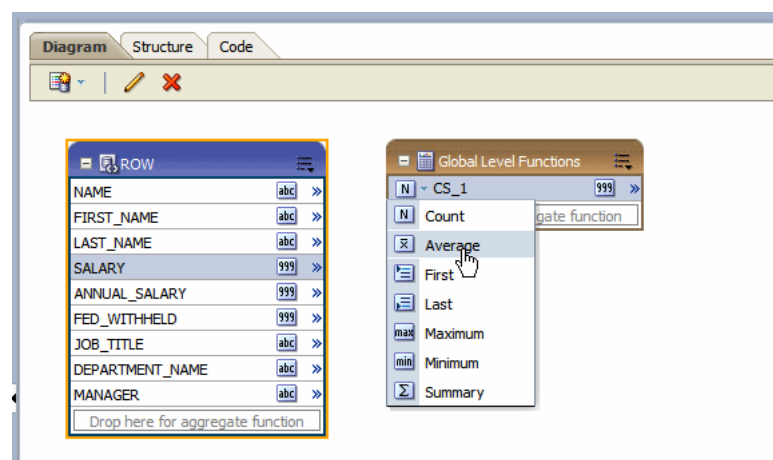 Diagram Structure Code
ROW
NAME abc
FIRST_NAME abc
LAST_NAME abc
SALARY 999
ANNUAL_SALARY 999
FED_WITHHELD 999
JOB_TITLE abc
DEPARTMENT_NAME abc
MANAGER abc
Drop here for aggregate function
Global Level Functions
N CS_1 999
gate function
N Count
x̅ Average
First
Last
max Maximum
min Minimum
Σ Summary